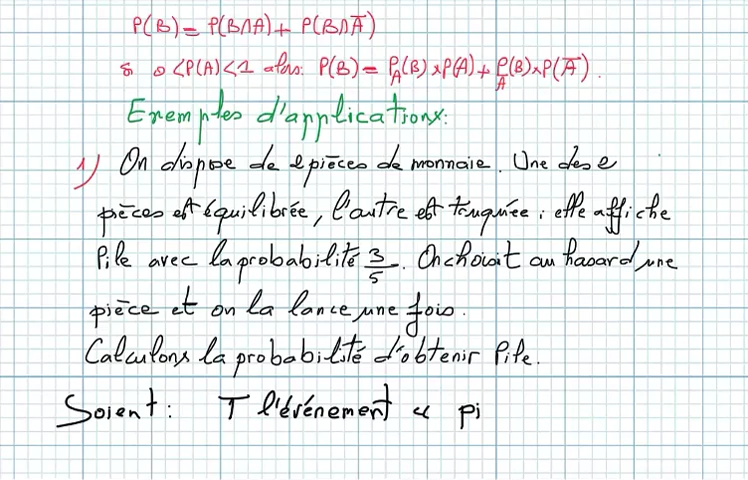 P(B) = P(B∩A) + P(B∩A̅)
si 0 < P(A) < 1 alors: P(B) = P_A(B) × P(A) + P_A̅(B) × P(A̅).
Exemples d'applications:
1) On dispose de 2 pièces de monnaie. Une des 2
pièces est équilibrée, l'autre est truquée : elle affiche
Pile avec la probabilité 3/5. On choisit au hasard une
pièce et on la lance une fois.
Calculons la probabilité d'obtenir Pile.
Soient : T l'événement « pi